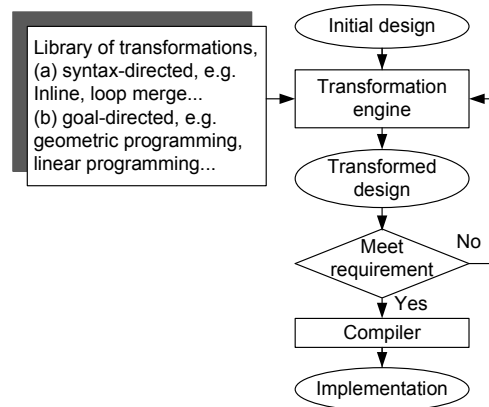 Library of transformations,
(a) syntax-directed, e.g.
Inline, loop merge...
(b) goal-directed, e.g.
geometric programming,
linear programming...
Initial design
Transformation
engine
Transformed
design
Meet
requirement
No
Yes
Compiler
Implementation